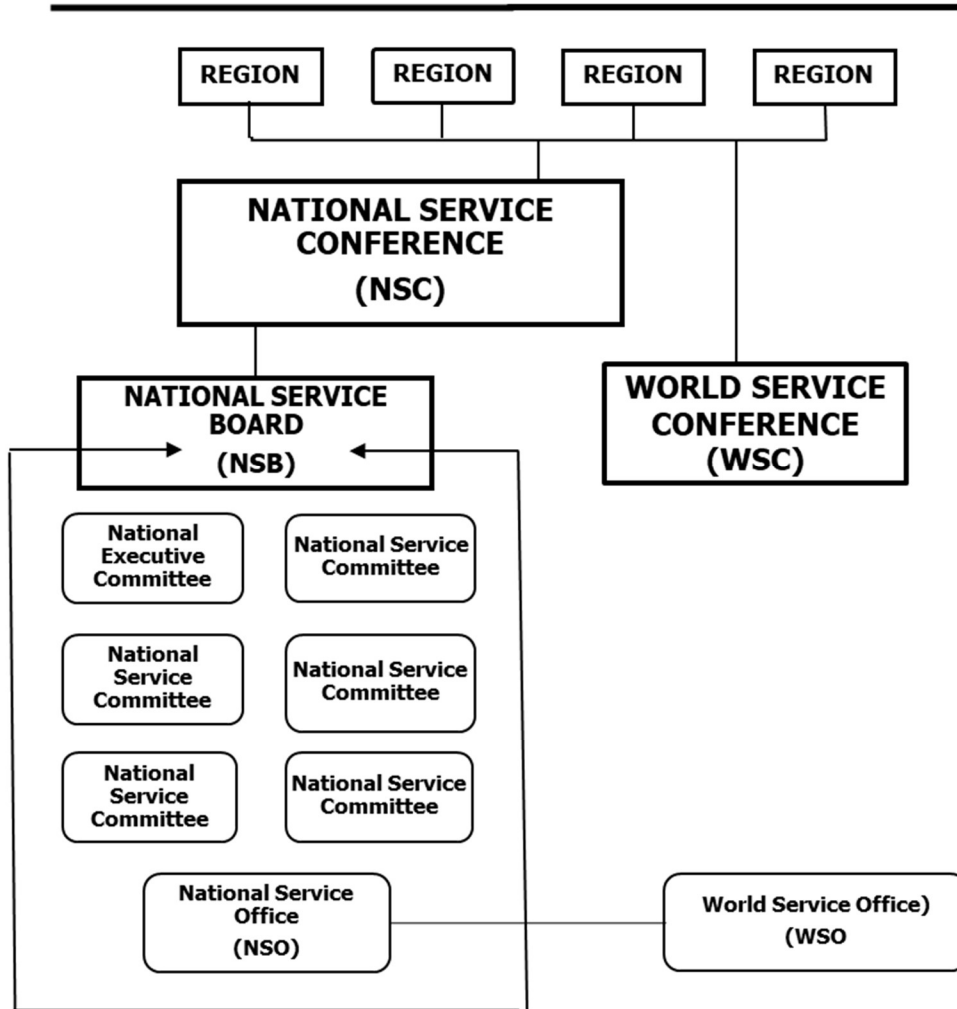 REGION
REGION
REGION
REGION
NATIONAL SERVICE
CONFERENCE
(NSC)
NATIONAL SERVICE
BOARD
(NSB)
WORLD SERVICE
CONFERENCE
(WSC)
National
Executive
Committee
National Service
Committee
National
Service
Committee
National Service
Committee
National
Service
Committee
National Service
Committee
National Service
Office
(NSO)
World Service Office)
(WSO